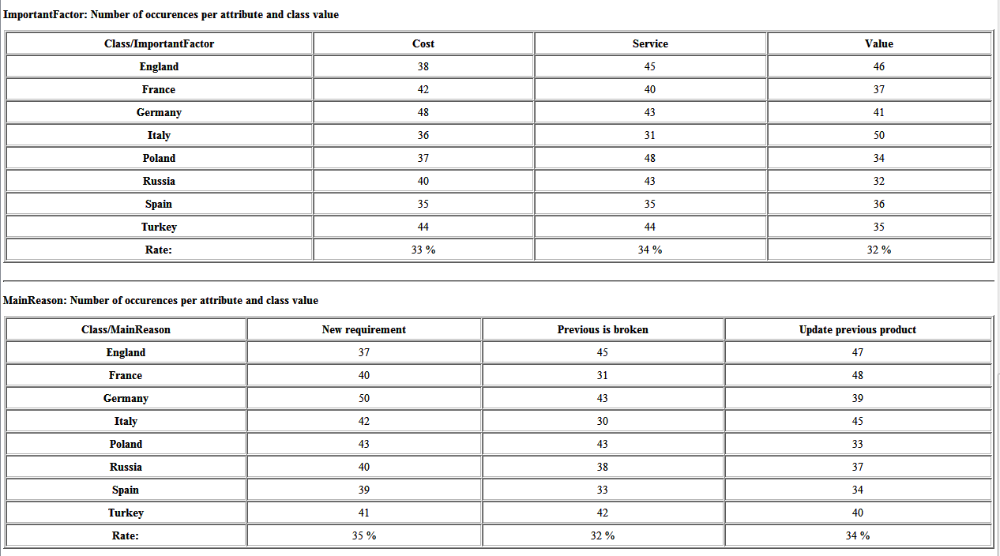 ImportantFactor: Number of occurences per attribute and class value
Class/ImportantFactor Cost Service Value
England 38 45 46
France 42 40 37
Germany 48 43 41
Italy 36 31 50
Poland 37 48 34
Russia 40 43 32
Spain 35 35 36
Turkey 44 44 35
Rate: 33 % 34 % 32 %
MainReason: Number of occurences per attribute and class value
Class/MainReason New requirement Previous is broken Update previous product
England 37 45 47
France 40 31 48
Germany 50 43 39
Italy 42 30 45
Poland 43 43 33
Russia 40 38 37
Spain 39 33 34
Turkey 41 42 40
Rate: 35 % 32 % 34 %